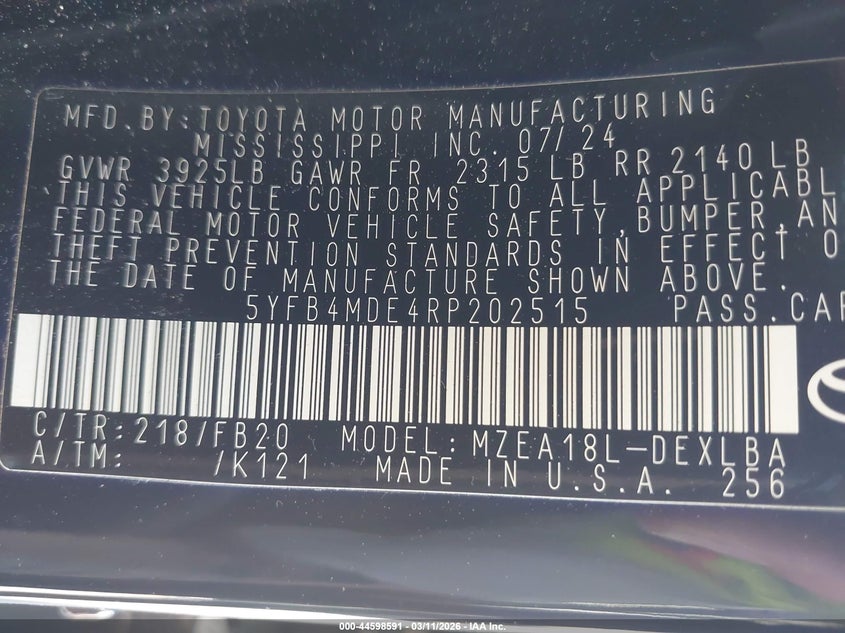 MFD.BY:TOYOTA MOTOR MANUFACTURING
MISSISSIPPI INC. 07/24
GVWR 3925LB GAWR FR 2315 LB RR 2140 LB
THIS VEHICLE CONFORMS TO ALL APPLICABL
FEDERAL MOTOR VEHICLE SAFETY,BUMPER,AN
THEFT PREVENTION STANDARDS IN EFFECT O
THE DATE OF MANUFACTURE SHOWN ABOVE.
5YFB4MDE4RP202515 PASS.CAR
C/TR:218/FB20 MODEL:MZEA18L-DEXLBA
A/TM: /K121 MADE IN U.S.A. 256
000-44598591 - 03/11/2026 - IAA Inc.